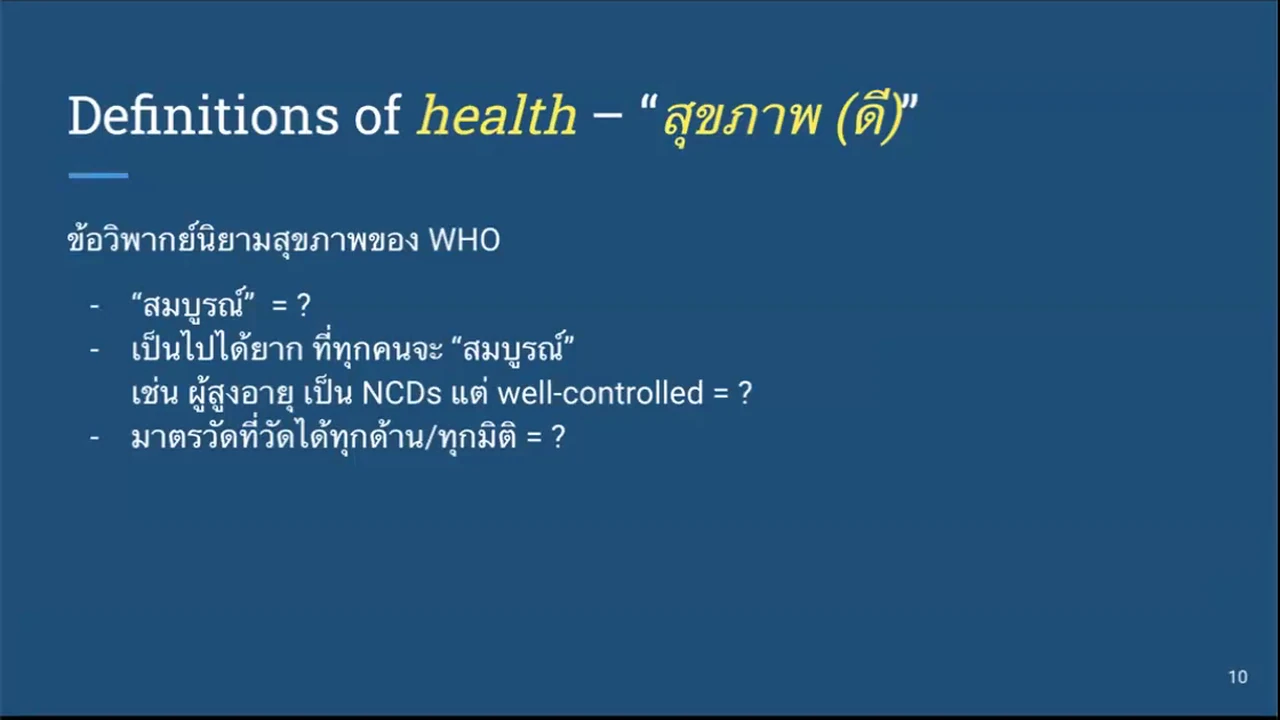 Definitions of health – “สุขภาพ (ดี)”
ข้อวิพากย์นิยามสุขภาพของ WHO
- “สมบูรณ์” = ?
- เป็นไปได้ยาก ที่ทุกคนจะ “สมบูรณ์”
เช่น ผู้สูงอายุ เป็น NCDs แต่ well-controlled = ?
- มาตรวัดที่วัดได้ทุกด้าน/ทุกมิติ = ?
10